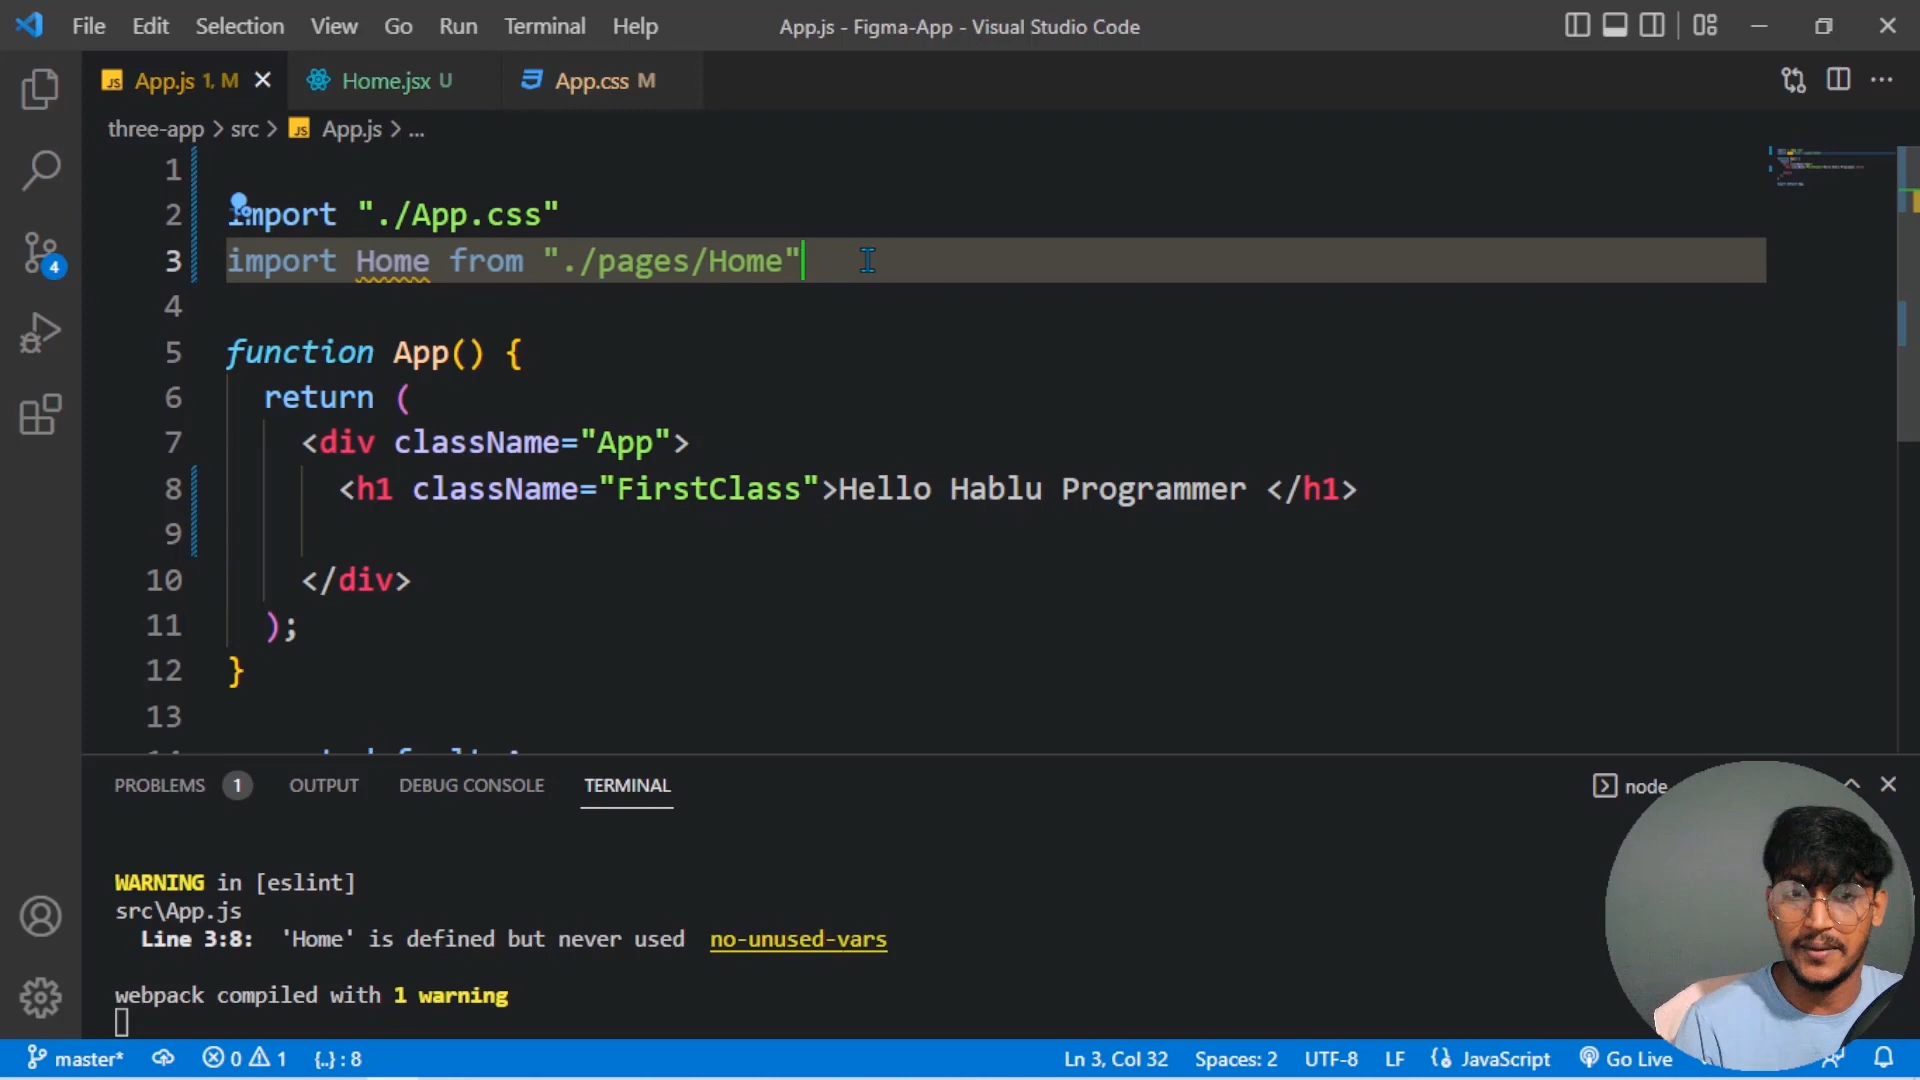 File Edit Selection View Go Run Terminal Help App.js - Figma-App - Visual Studio Code
App.js 1, M Home.jsx U App.css M
three-app > src > App.js > ...
1
2 import "./App.css"
3 import Home from "./pages/Home"
4
5 function App() {
6 return (
7 <div className="App">
8 <h1 className="FirstClass">Hello Hablu Programmer </h1>
9
10 </div>
11 );
12 }
13
4
PROBLEMS 1 OUTPUT DEBUG CONSOLE TERMINAL node
WARNING in [eslint]
src\App.js
Line 3:8: 'Home' is defined but never used no-unused-vars
webpack compiled with 1 warning
master* 0 1 {..} : 8 Ln 3, Col 32 Spaces: 2 UTF-8 LF JavaScript Go Live